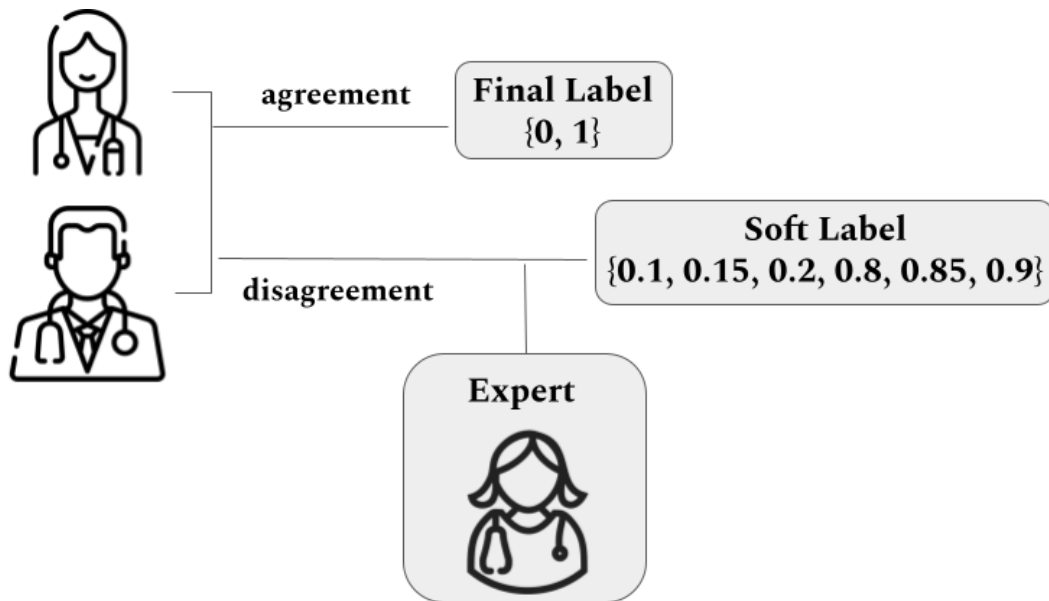 agreement
Final Label
{0, 1}
Soft Label
{0.1, 0.15, 0.2, 0.8, 0.85, 0.9}
disagreement
Expert